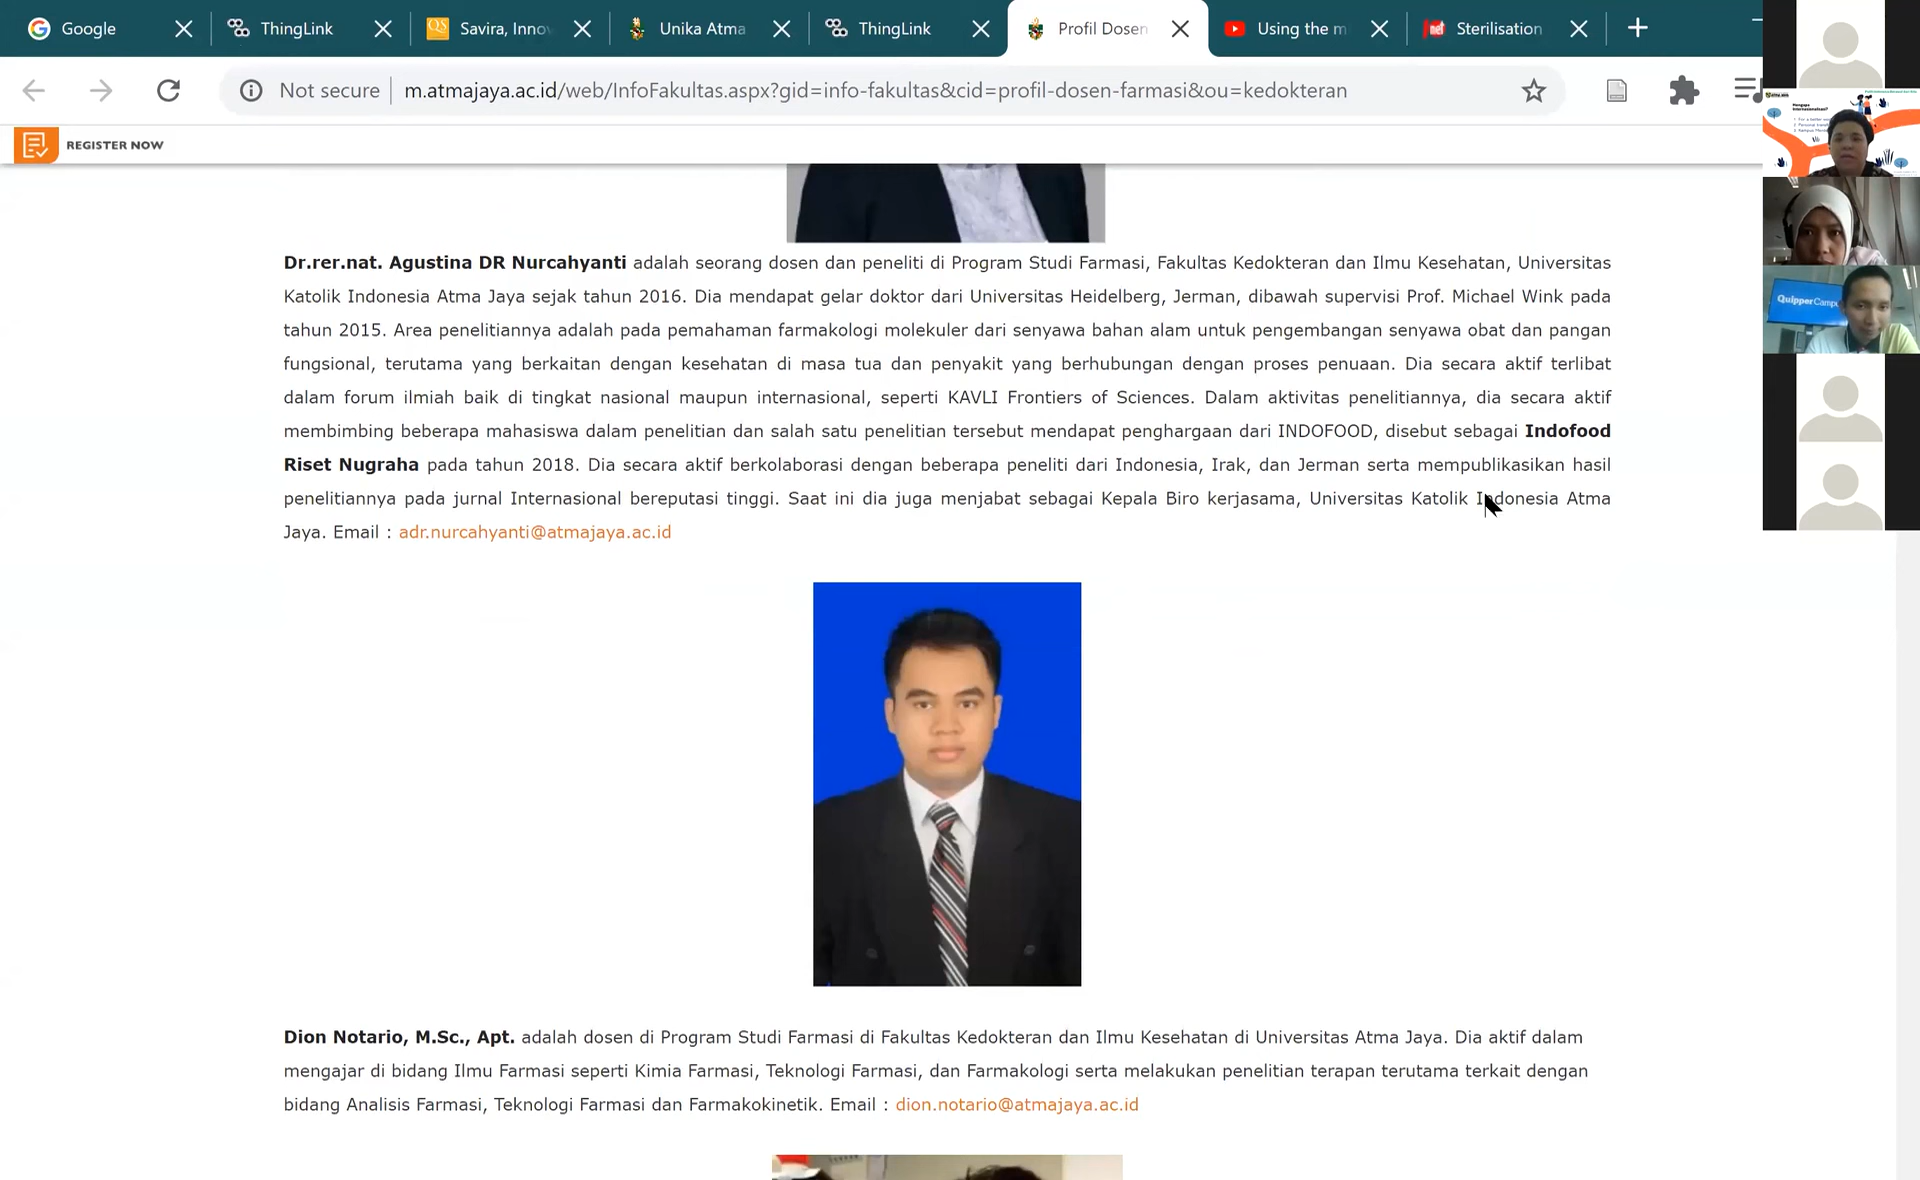 Google
ThingLink
Savira, Inno
Unika Atma
ThingLink
Profil Dosen
Using the m
Sterilisation
Not secure
m.atmajaya.ac.id/web/InfoFakultas.aspx?gid=info-fakultas&cid=profil-dosen-farmasi&ou=kedokteran
REGISTER NOW
Dr.rer.nat. Agustina DR Nurcahyanti adalah seorang dosen dan peneliti di Program Studi Farmasi, Fakultas Kedokteran dan Ilmu Kesehatan, Universitas
Katolik Indonesia Atma Jaya sejak tahun 2016. Dia mendapat gelar doktor dari Universitas Heidelberg, Jerman, dibawah supervisi Prof. Michael Wink pada
tahun 2015. Area penelitiannya adalah pada pemahaman farmakologi molekuler dari senyawa bahan alam untuk pengembangan senyawa obat dan pangan
fungsional, terutama yang berkaitan dengan kesehatan di masa tua dan penyakit yang berhubungan dengan proses penuaan. Dia secara aktif terlibat
dalam forum ilmiah baik di tingkat nasional maupun internasional, seperti KAVLI Frontiers of Sciences. Dalam aktivitas penelitiannya, dia secara aktif
membimbing beberapa mahasiswa dalam penelitian dan salah satu penelitian tersebut mendapat penghargaan dari INDOFOOD, disebut sebagai Indofood
Riset Nugraha pada tahun 2018. Dia secara aktif berkolaborasi dengan beberapa peneliti dari Indonesia, Irak, dan Jerman serta mempublikasikan hasil
penelitiannya pada jurnal Internasional bereputasi tinggi. Saat ini dia juga menjabat sebagai Kepala Biro kerjasama, Universitas Katolik Indonesia Atma
Jaya. Email : adr.nurcahyanti@atmajaya.ac.id
Dion Notario, M.Sc., Apt. adalah dosen di Program Studi Farmasi di Fakultas Kedokteran dan Ilmu Kesehatan di Universitas Atma Jaya. Dia aktif dalam
mengajar di bidang Ilmu Farmasi seperti Kimia Farmasi, Teknologi Farmasi, dan Farmakologi serta melakukan penelitian terapan terutama terkait dengan
bidang Analisis Farmasi, Teknologi Farmasi dan Farmakokinetik. Email : dion.notario@atmajaya.ac.id
Mengapa
Internasionalisasi?
QuipperCamp